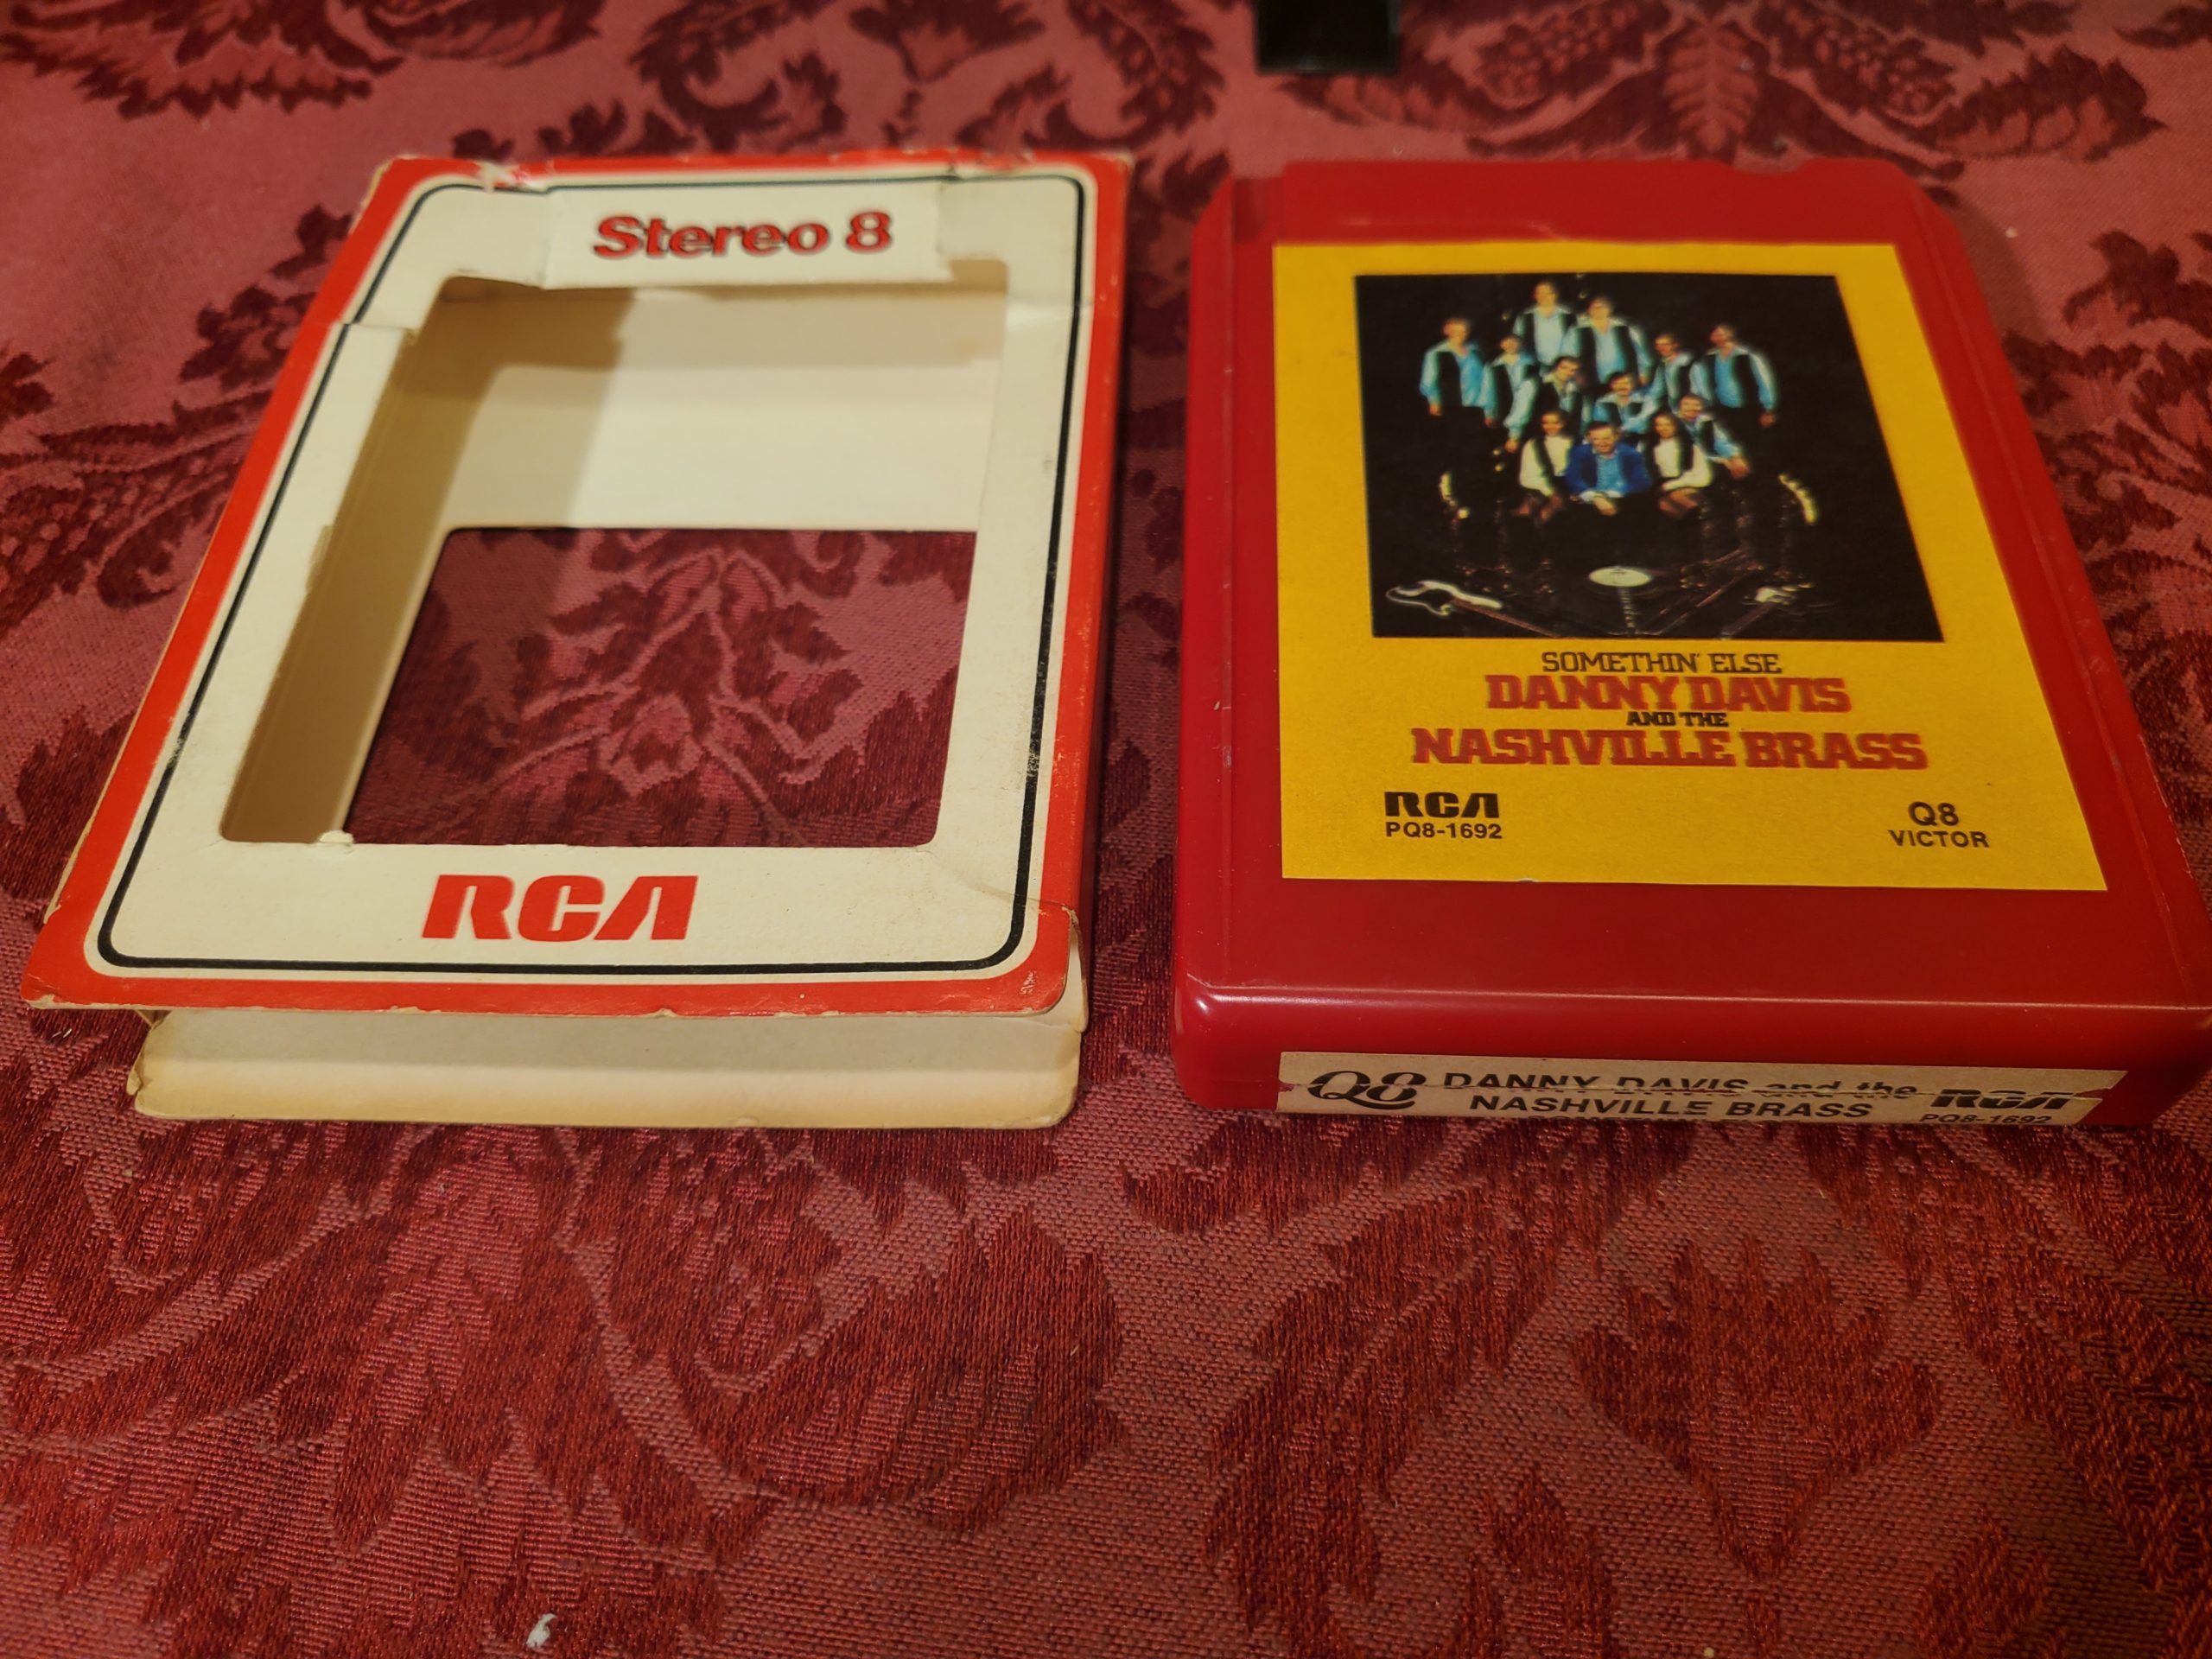 Stereo 8
RCA
SOMETHIN' ELSE
DANNY DAVIS
AND THE
NASHVILLE BRASS
RCA
PQ8-1692
Q8
VICTOR
Q8 DANNY DAVIS and the RCA
NASHVILLE BRASS PQ8-1692